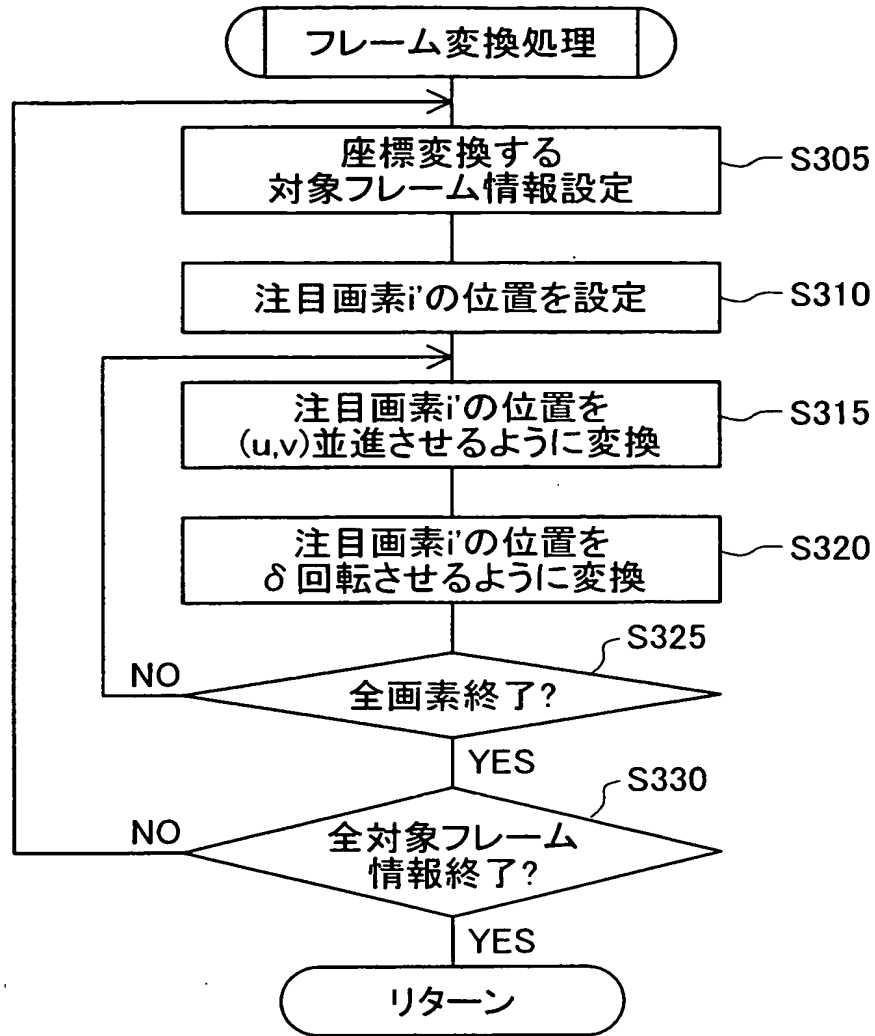 フレーム変換処理
座標変換する
対象フレーム情報設定
S305
注目画素i'の位置を設定
S310
注目画素i'の位置を
(u,v)並進させるように変換
S315
注目画素i'の位置を
δ回転させるように変換
S320
S325
NO
全画素終了?
YES
S330
NO
全対象フレーム
情報終了?
YES
リターン